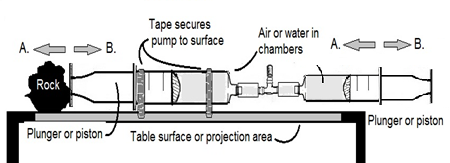 Tape secures
pump to surface
Air or water in
chambers
A.
B.
A.
B.
Rock
Plunger or piston
Table surface or projection area
Plunger or piston